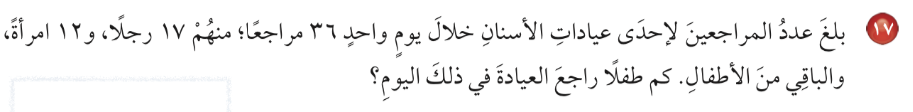 ١٧ بلغَ عددُ المراجعينَ لإحدَى عياداتِ الأسنانِ خلالَ يومٍ واحدٍ ٣٦ مراجعًا؛ منهُمْ ١٧ رجلًا، و١٢ امرأةً،
والباقِي منَ الأطفالِ. كم طفلًا راجعَ العيادةَ في ذلكَ اليومِ؟